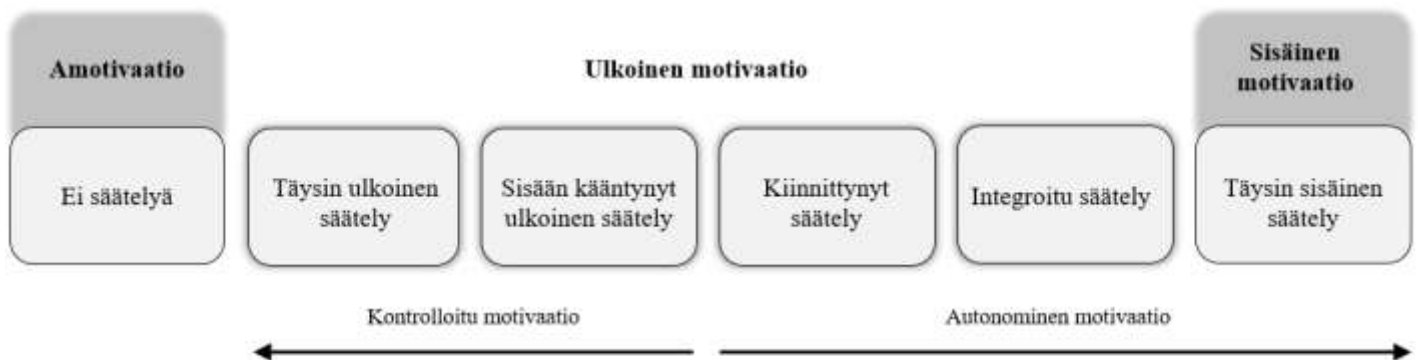 Amotivaatio
Ulkoinen motivaatio
Sisäinen
motivaatio
Ei säätelyä
Täysin ulkoinen
säätely
Sisään kääntynyt
ulkoinen säätely
Kiinnittynyt
säätely
Integroitu säätely
Täysin sisäinen
säätely
Kontrolloitu motivaatio
Autonominen motivaatio